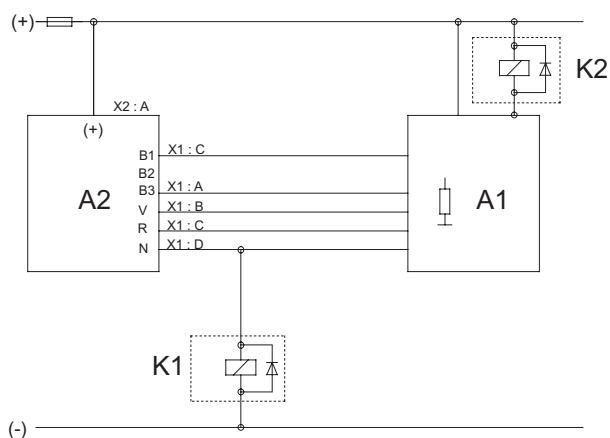 (+)
K2
X2 : A
(+)
B1 X1 : C
B2
B3 X1 : A
A2
A1
V X1 : B
R X1 : C
N X1 : D
K1
(-)